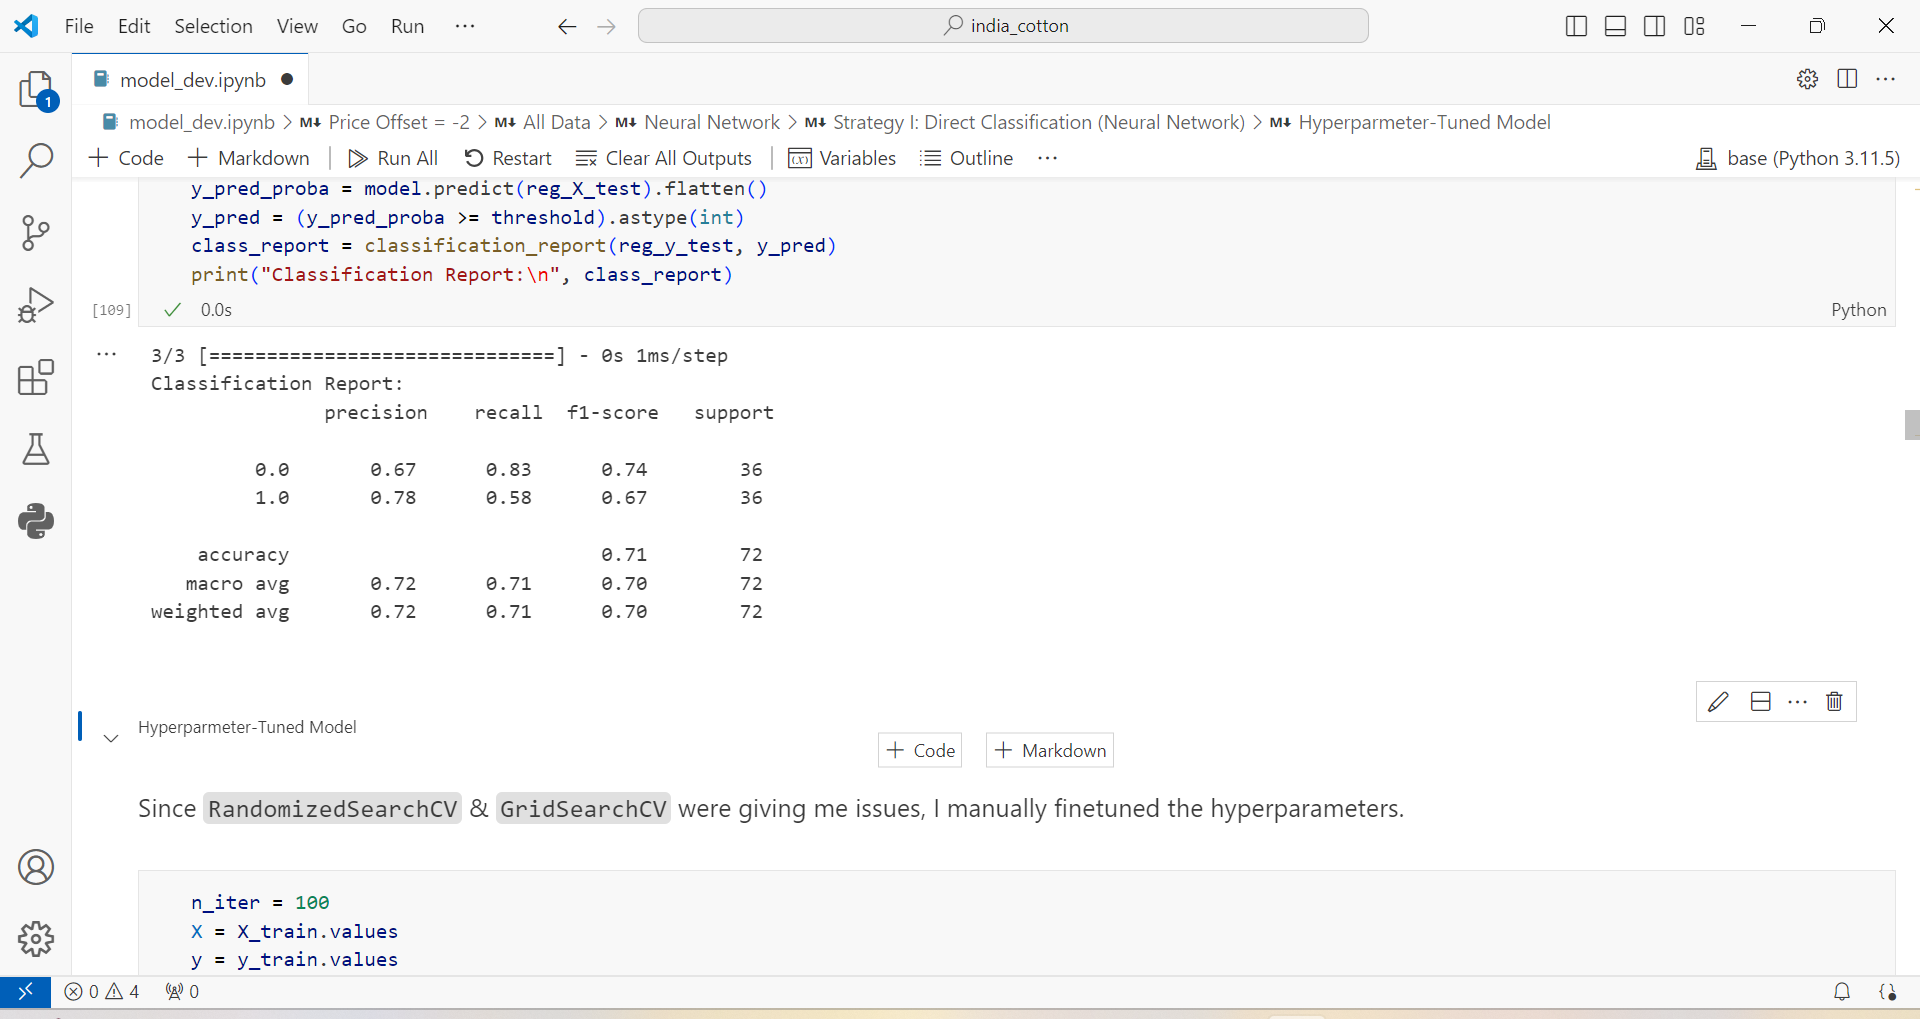 File Edit Selection View Go Run ··· india_cotton
model_dev.ipynb
model_dev.ipynb > M↓ Price Offset = -2 > M↓ All Data > M↓ Neural Network > M↓ Strategy I: Direct Classification (Neural Network) > M↓ Hyperparmeter-Tuned Model
+ Code + Markdown | Run All Restart Clear All Outputs | Variables Outline ··· base (Python 3.11.5)
y_pred_proba = model.predict(reg_X_test).flatten()
y_pred = (y_pred_proba >= threshold).astype(int)
class_report = classification_report(reg_y_test, y_pred)
print("Classification Report:\n", class_report)
[109] ✓ 0.0s Python
3/3 [==============================] - 0s 1ms/step
Classification Report:
precision recall f1-score support
0.0 0.67 0.83 0.74 36
1.0 0.78 0.58 0.67 36
accuracy 0.71 72
macro avg 0.72 0.71 0.70 72
weighted avg 0.72 0.71 0.70 72
Hyperparmeter-Tuned Model
+ Code + Markdown
Since RandomizedSearchCV & GridSearchCV were giving me issues, I manually finetuned the hyperparameters.
n_iter = 100
X = X_train.values
y = y_train.values
0 4 0
1